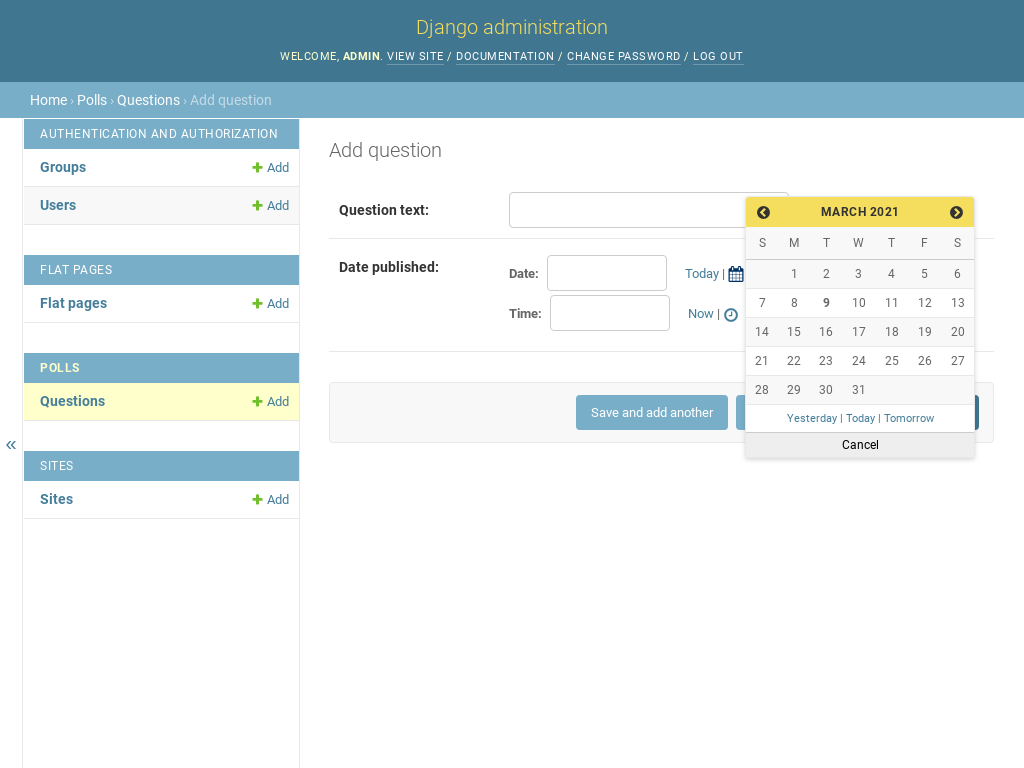 Django administration
WELCOME, ADMIN. VIEW SITE / DOCUMENTATION / CHANGE PASSWORD / LOG OUT
Home › Polls › Questions › Add question
AUTHENTICATION AND AUTHORIZATION
Groups Add
Users Add
FLAT PAGES
Flat pages Add
POLLS
Questions Add
SITES
Sites Add
«
Add question
Question text:
Date published:
Date: Today |
Time: Now |
Save and add another
MARCH 2021
S M T W T F S
1 2 3 4 5 6
7 8 9 10 11 12 13
14 15 16 17 18 19 20
21 22 23 24 25 26 27
28 29 30 31
Yesterday | Today | Tomorrow
Cancel